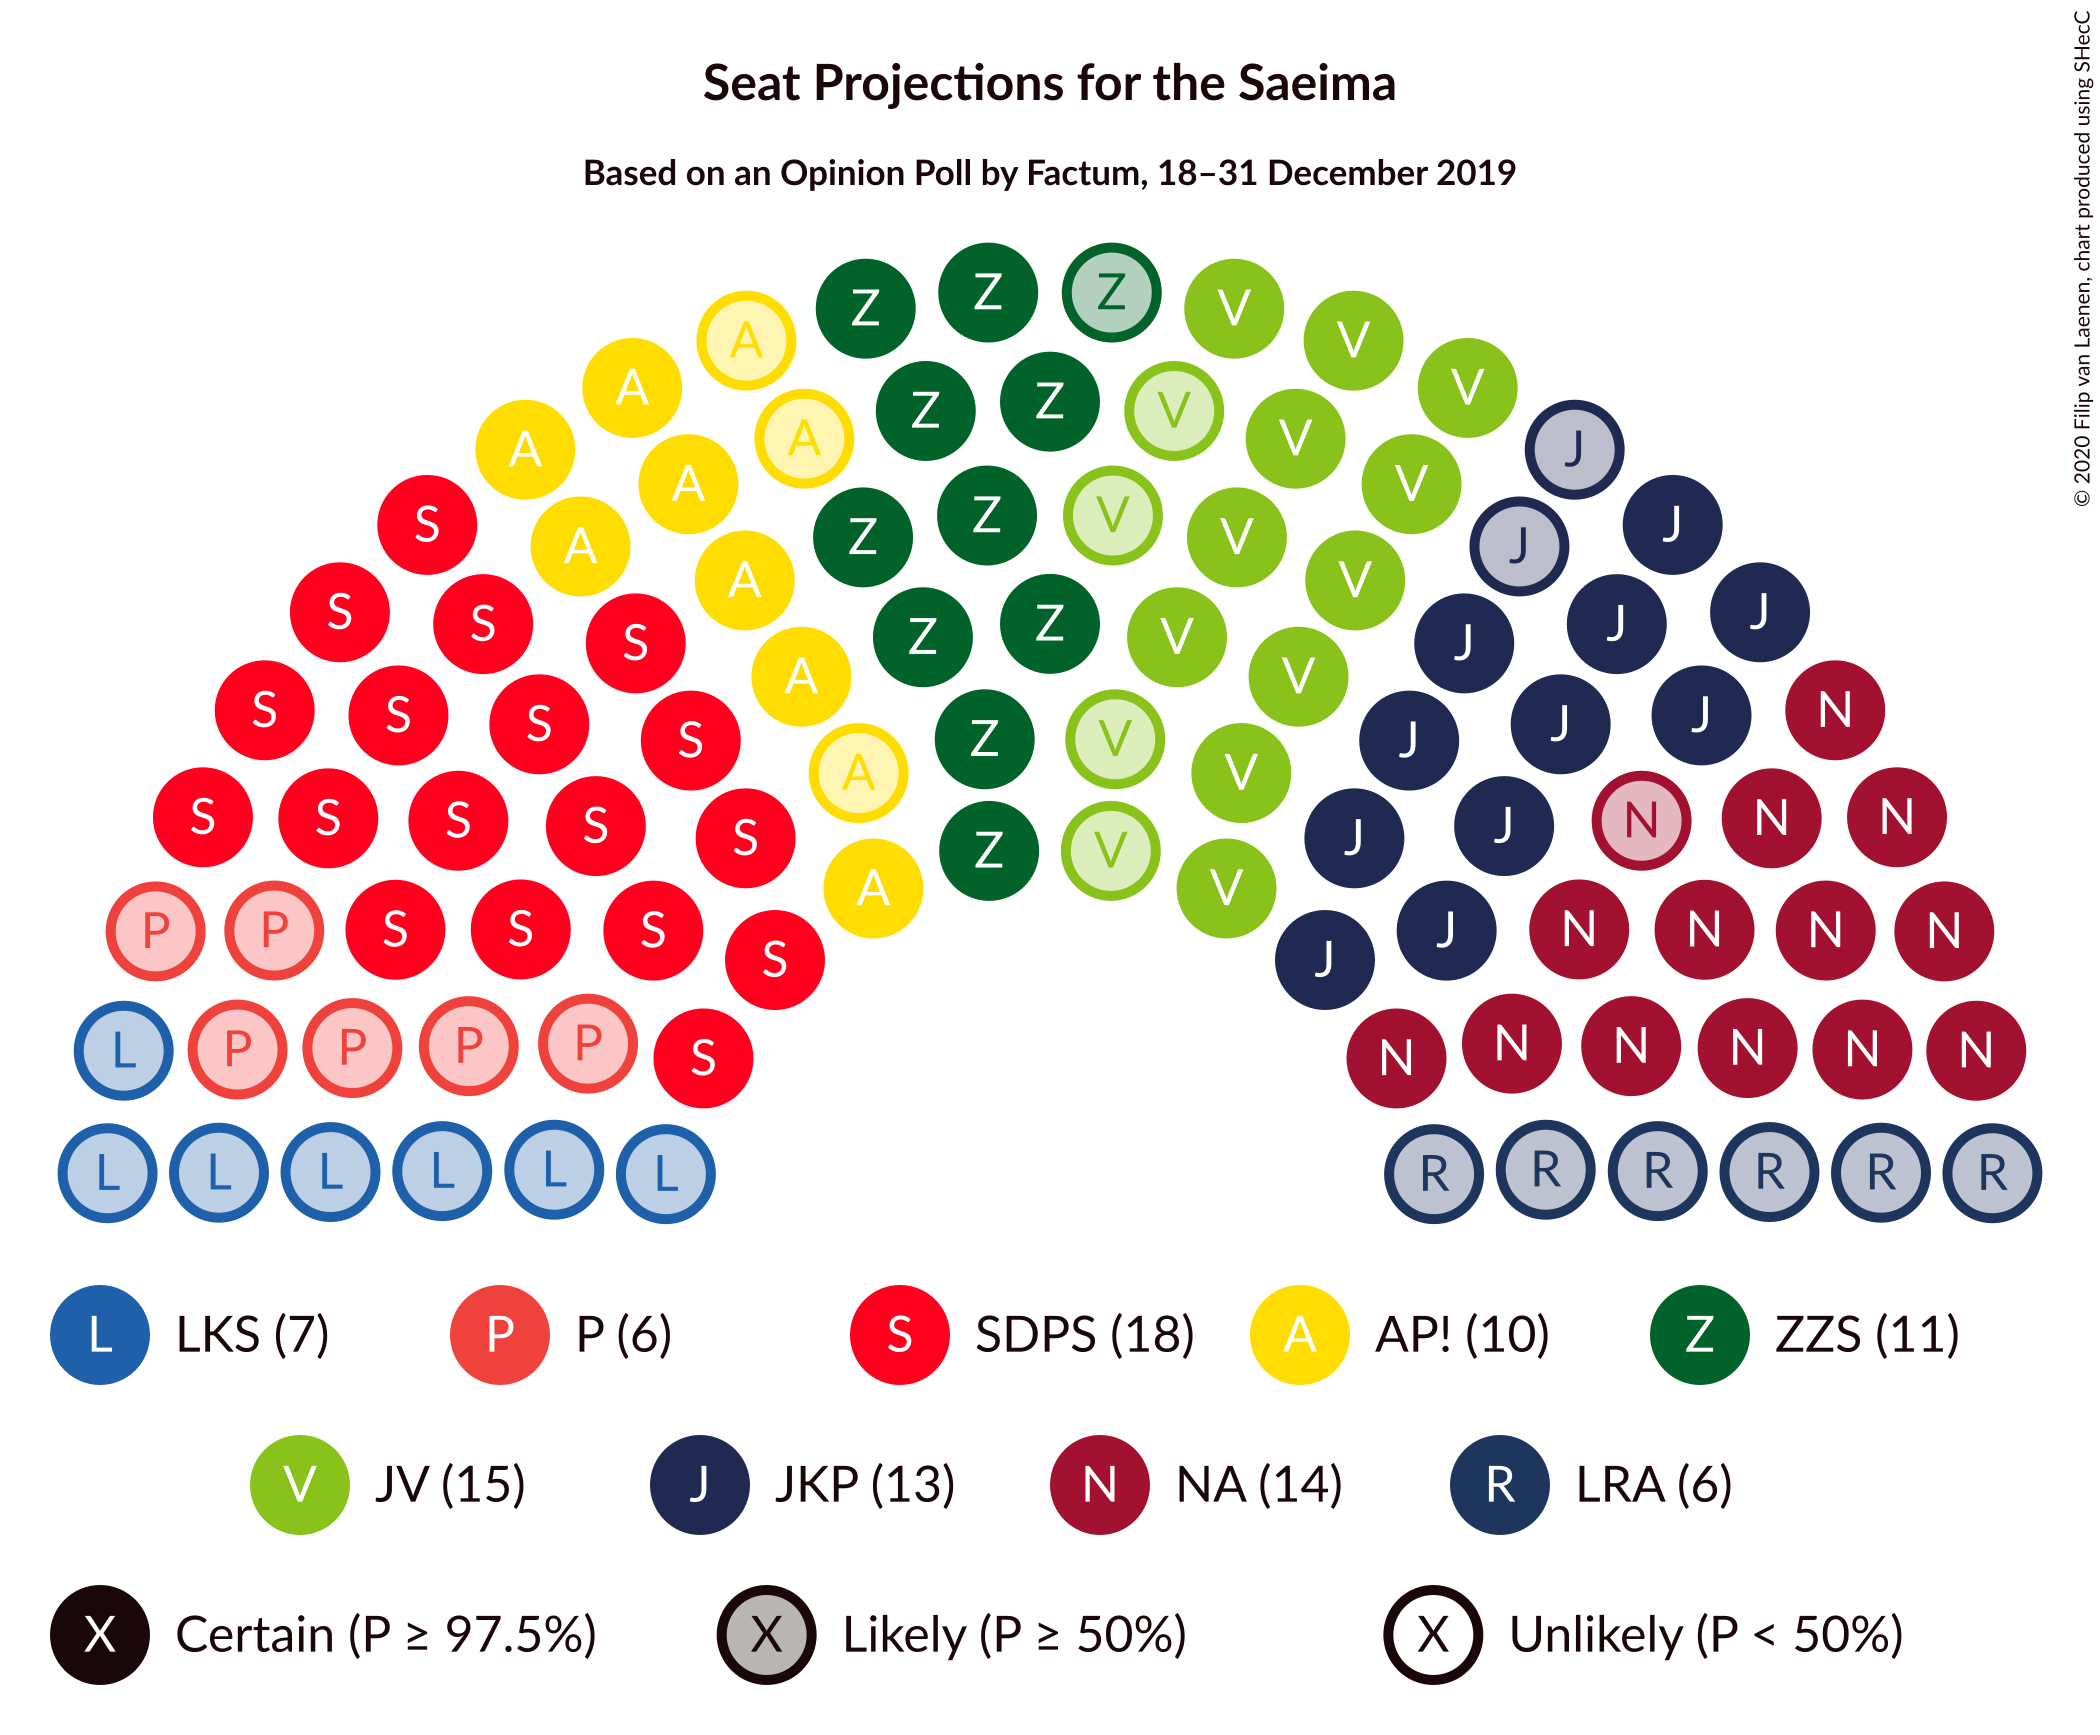 Seat Projections for the Saeima
Based on an Opinion Poll by Factum, 18–31 December 2019
© 2020 Filip van Laenen, chart produced using SHecC
Z Z Z
A Z V V
A Z Z V V V
A A V V J
A A Z Z V V J
S A A Z V V J J
S S S A Z Z V V J J J
S S S S A Z V V J J J N
S S S S S A Z V V J J N N N
P P S S S S A V J J N N N N
L P P P P S N N N N N N
L L L L L L R R R R R R
L LKS (7) P P (6) S SDPS (18) A AP! (10) Z ZZS (11)
V JV (15) J JKP (13) N NA (14) R LRA (6)
X Certain (P ≥ 97.5%) X Likely (P ≥ 50%) X Unlikely (P < 50%)